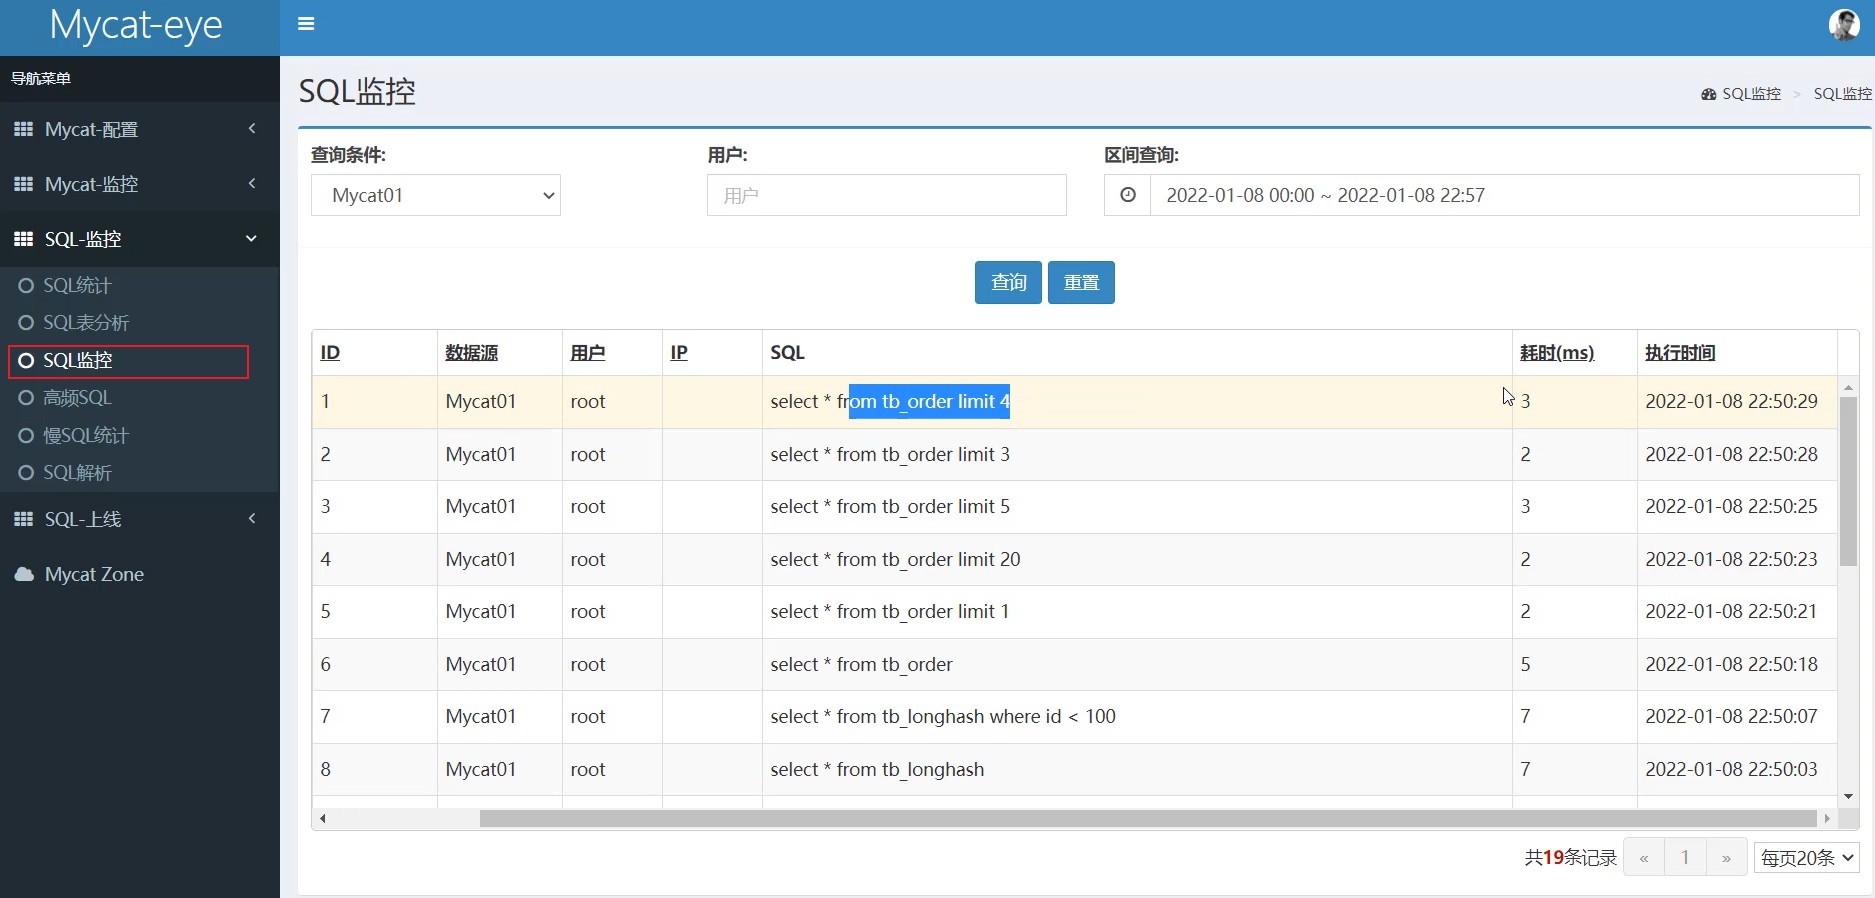 Mycat-eye
导航菜单
Mycat-配置
Mycat-监控
SQL-监控
SQL统计
SQL表分析
SQL监控
高频SQL
慢SQL统计
SQL解析
SQL-上线
Mycat Zone
SQL监控
SQL监控 > SQL监控
查询条件: 用户: 区间查询:
Mycat01 用户 2022-01-08 00:00 ~ 2022-01-08 22:57
查询 重置
ID 数据源 用户 IP SQL 耗时(ms) 执行时间
1 Mycat01 root select * from tb_order limit 4 3 2022-01-08 22:50:29
2 Mycat01 root select * from tb_order limit 3 2 2022-01-08 22:50:28
3 Mycat01 root select * from tb_order limit 5 3 2022-01-08 22:50:25
4 Mycat01 root select * from tb_order limit 20 2 2022-01-08 22:50:23
5 Mycat01 root select * from tb_order limit 1 2 2022-01-08 22:50:21
6 Mycat01 root select * from tb_order 5 2022-01-08 22:50:18
7 Mycat01 root select * from tb_longhash where id < 100 7 2022-01-08 22:50:07
8 Mycat01 root select * from tb_longhash 7 2022-01-08 22:50:03
共19条记录 « 1 » 每页20条